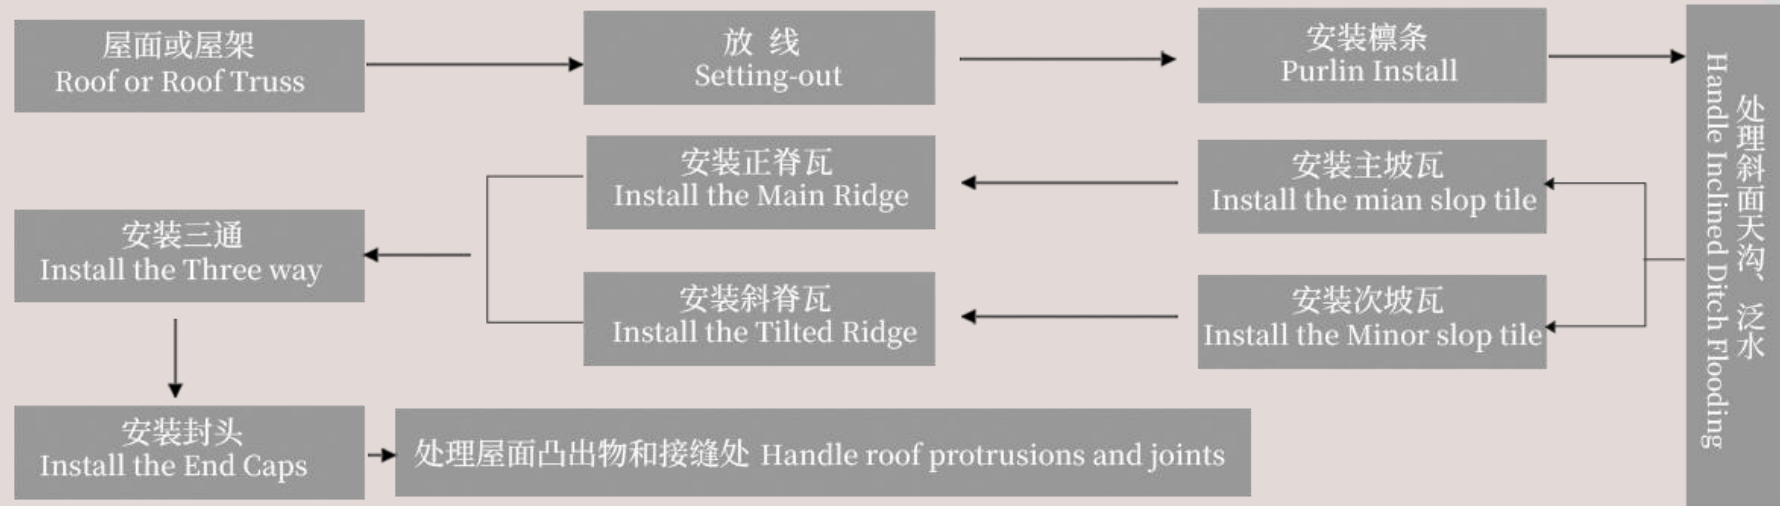 屋面或屋架
Roof or Roof Truss
放 线
Setting-out
安装檩条
Purlin Install
处理斜面天沟、泛水
Handle Inclined Ditch Flooding
安装主坡瓦
Install the mian slop tile
安装次坡瓦
Install the Minor slop tile
安装正脊瓦
Install the Main Ridge
安装斜脊瓦
Install the Tilted Ridge
安装三通
Install the Three way
安装封头
Install the End Caps
处理屋面凸出物和接缝处 Handle roof protrusions and joints